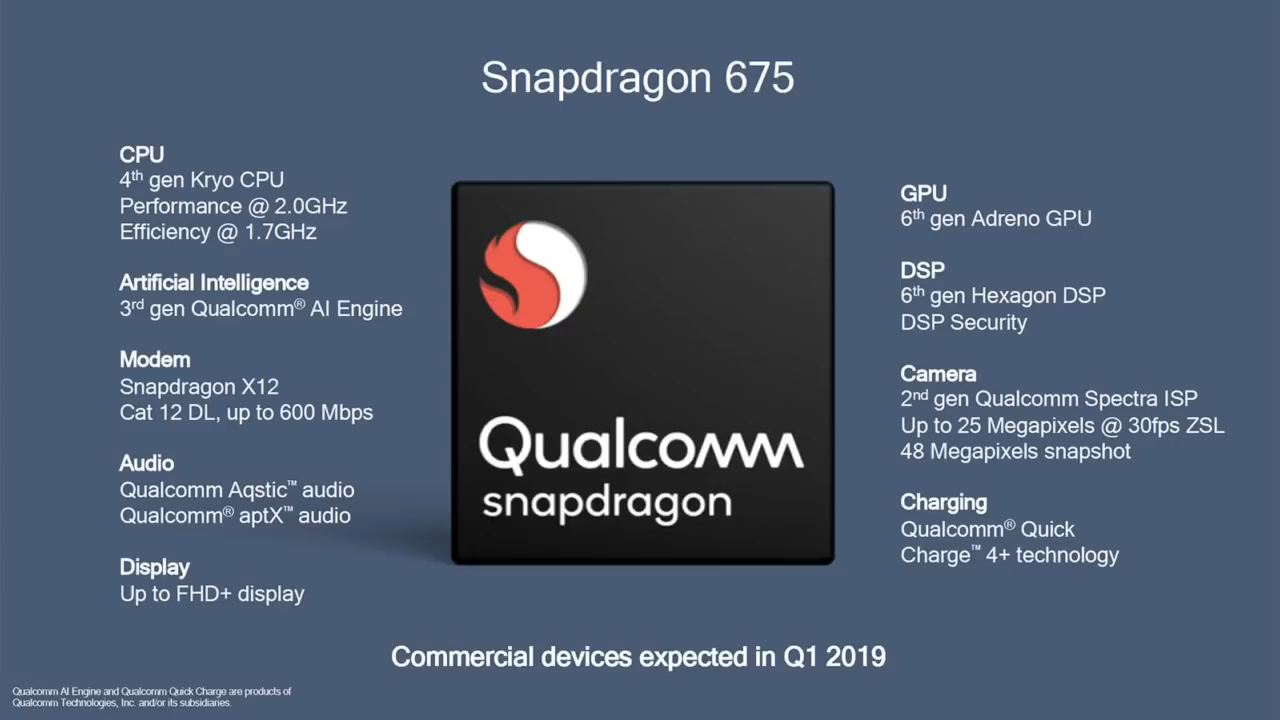 Snapdragon 675
CPU
4th gen Kryo CPU
Performance @ 2.0GHz
Efficiency @ 1.7GHz
Artificial Intelligence
3rd gen Qualcomm® AI Engine
Modem
Snapdragon X12
Cat 12 DL, up to 600 Mbps
Audio
Qualcomm Aqstic™ audio
Qualcomm® aptX™ audio
Display
Up to FHD+ display
Qualcomm
snapdragon
GPU
6th gen Adreno GPU
DSP
6th gen Hexagon DSP
DSP Security
Camera
2nd gen Qualcomm Spectra ISP
Up to 25 Megapixels @ 30fps ZSL
48 Megapixels snapshot
Charging
Qualcomm® Quick
Charge™ 4+ technology
Commercial devices expected in Q1 2019
Qualcomm AI Engine and Qualcomm Quick Charge are products of
Qualcomm Technologies, Inc. and/or its subsidiaries.